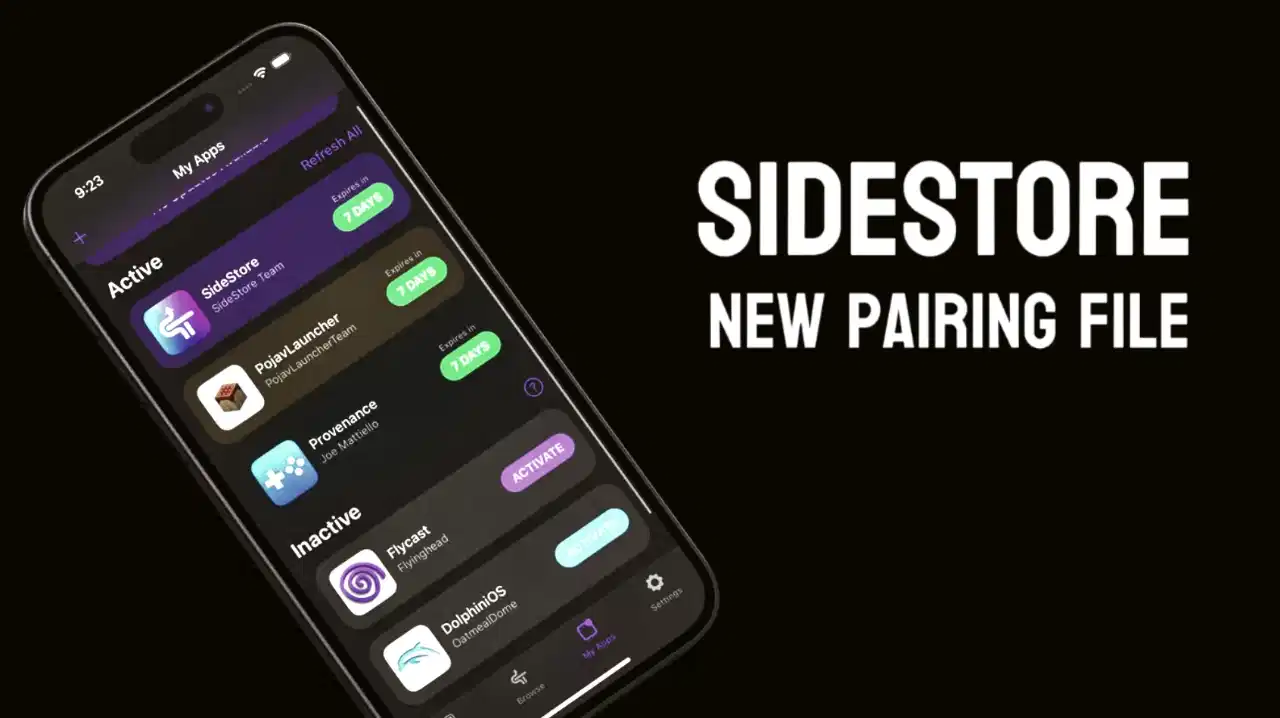 9:23
My Apps
Refresh All
Active
SideStore
SideStore Team
Expires in
7 DAYS
PojavLauncher
PojavLauncherTeam
Expires in
7 DAYS
Provenance
Joe Mattiello
Expires in
7 DAYS
?
Inactive
Flycast
Flyinghead
ACTIVATE
DolphiniOS
OatmealDome
ACTIVATE
Browse
My Apps
Settings
SIDESTORE
NEW PAIRING FILE